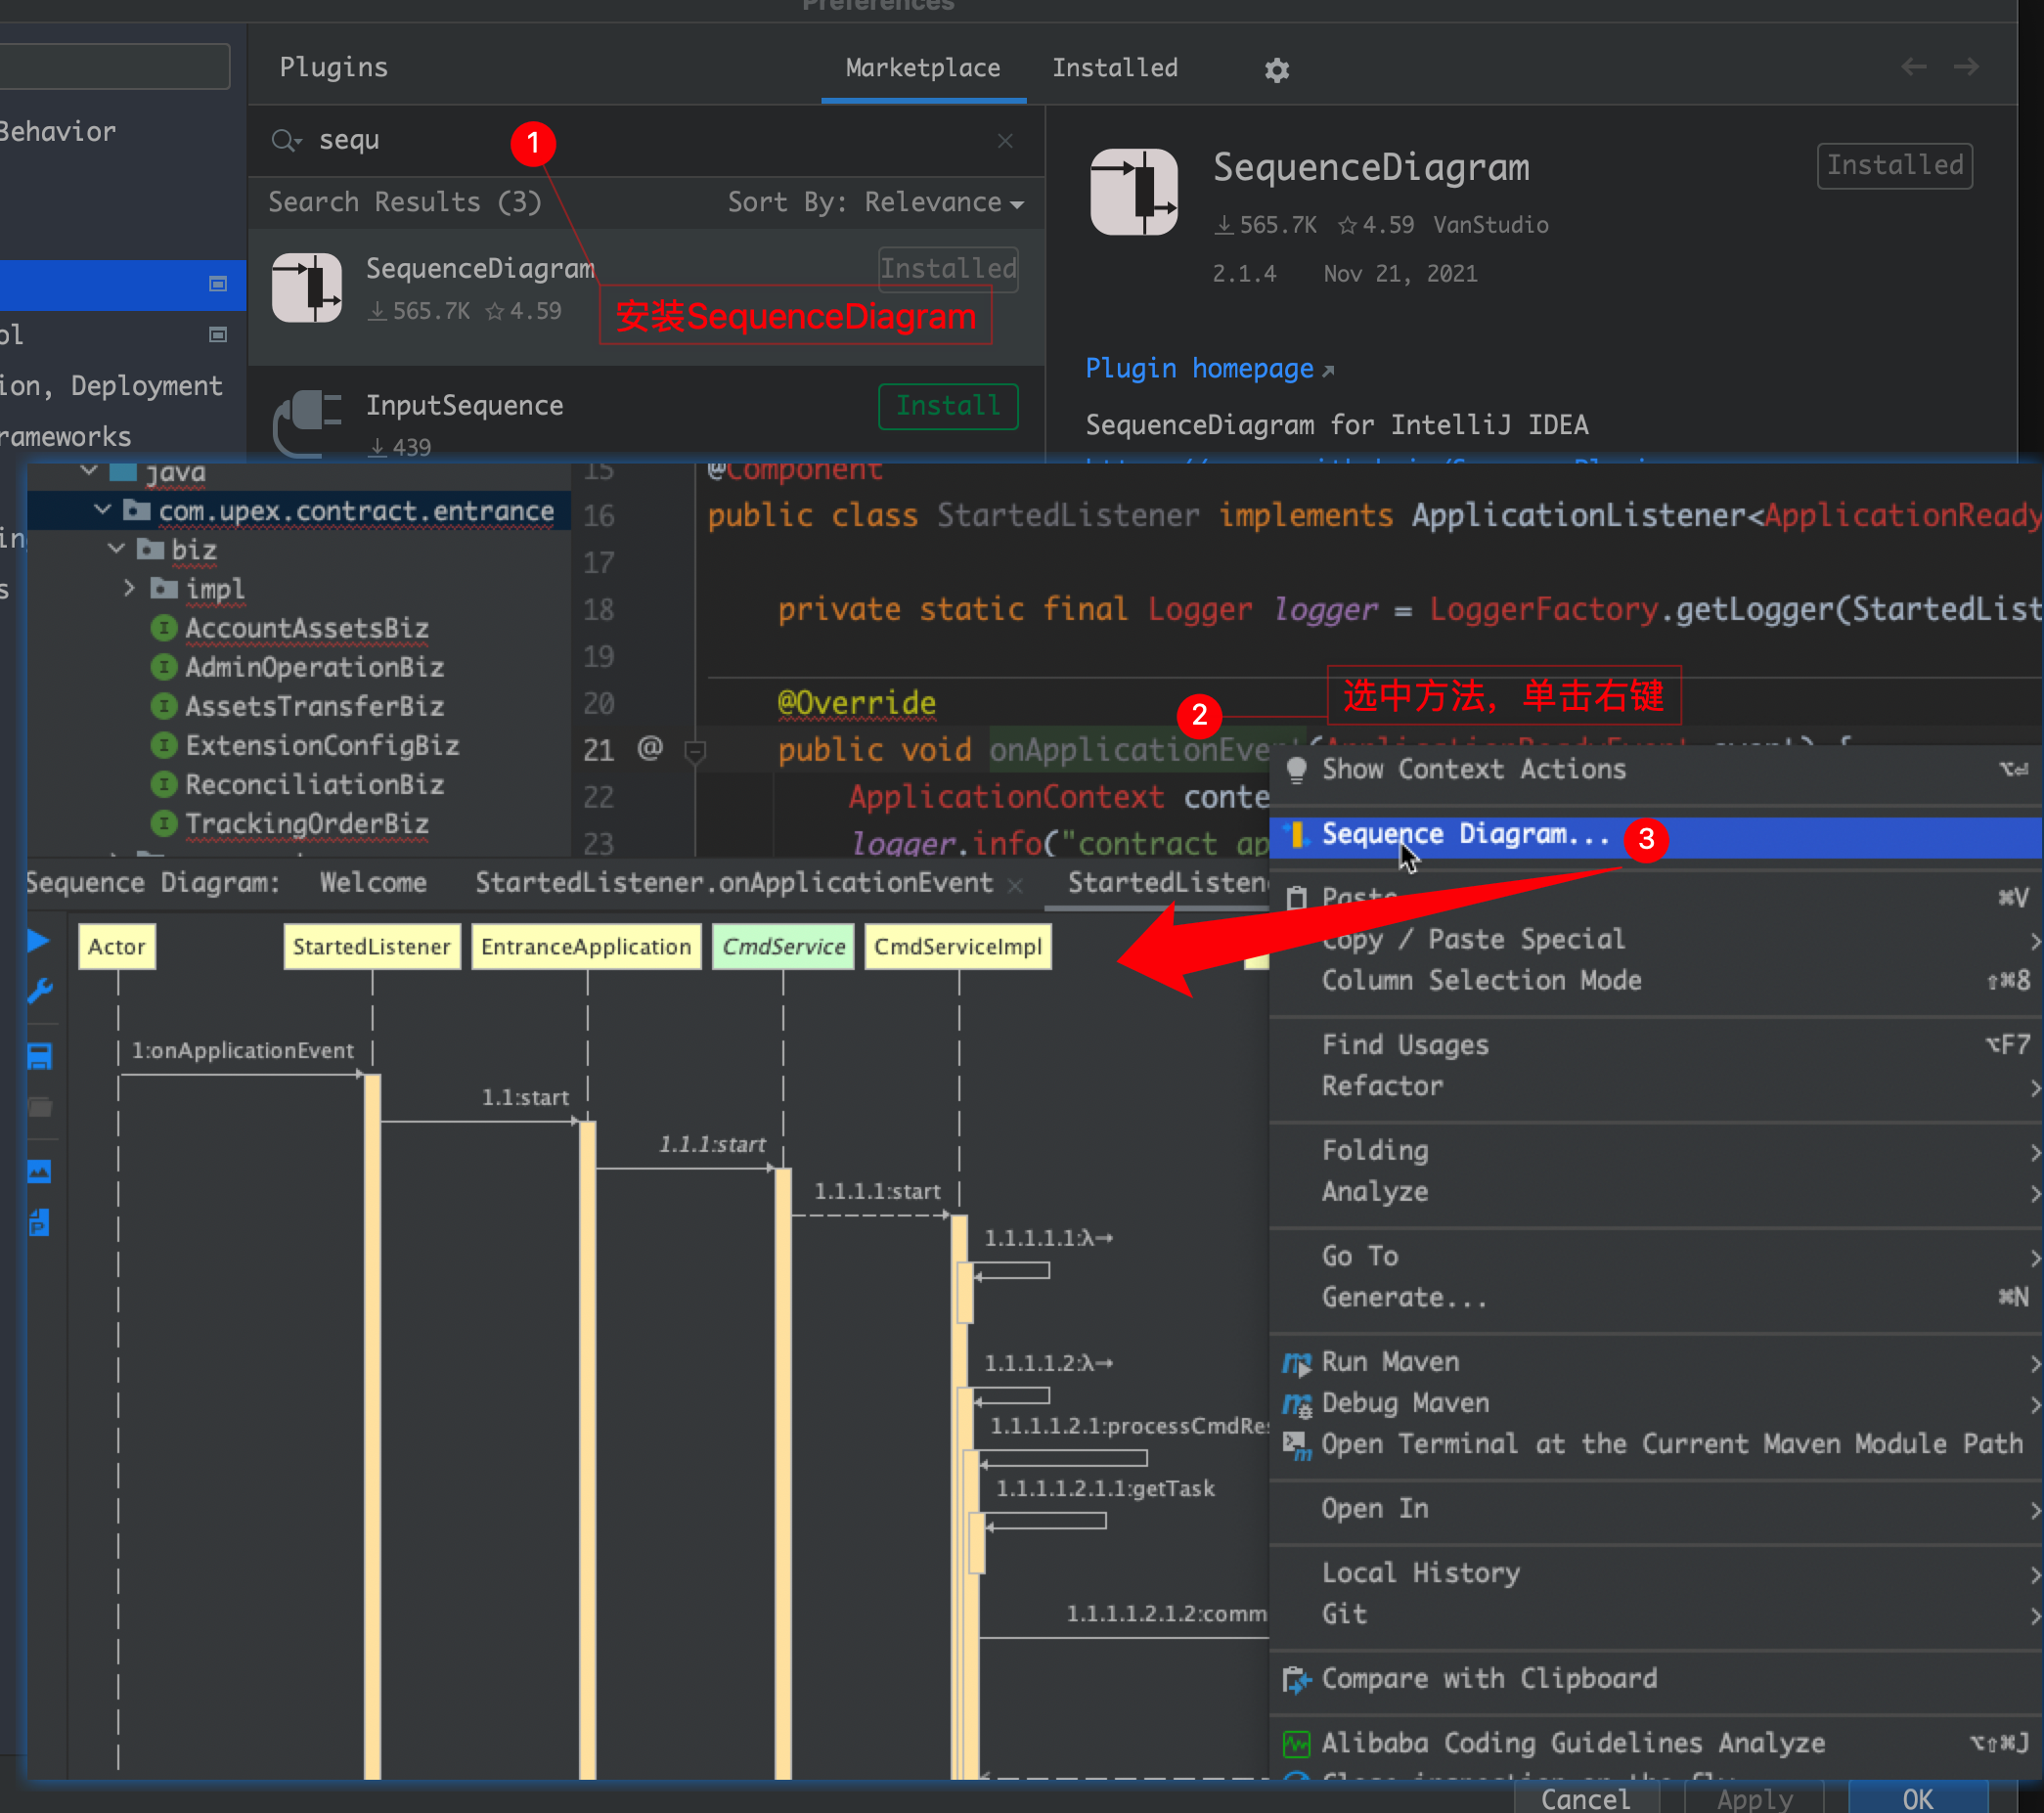 Preferences
Plugins
Marketplace
Installed
sequ
1
Search Results (3)
Sort By: Relevance
SequenceDiagram
Installed
565.7K
4.59
安装SequenceDiagram
InputSequence
Install
439
SequenceDiagram
Installed
565.7K
4.59
VanStudio
2.1.4
Nov 21, 2021
Plugin homepage
SequenceDiagram for IntelliJ IDEA
Behavior
ol
ion, Deployment
rameworks
ing
s
java
com.upex.contract.entrance
biz
impl
AccountAssetsBiz
AdminOperationBiz
AssetsTransferBiz
ExtensionConfigBiz
ReconciliationBiz
TrackingOrderBiz
15 @Component
16 public class StartedListener implements ApplicationListener<ApplicationReady
17
18 private static final Logger logger = LoggerFactory.getLogger(StartedList
19
20 @Override
2
选中方法，单击右键
21 @ public void onApplicationEvent(ApplicationReadyEvent event) {
22 ApplicationContext conte
23 logger.info("contract ap
Sequence Diagram:
Welcome
StartedListener.onApplicationEvent
StartedListen
Actor
StartedListener
EntranceApplication
CmdService
CmdServiceImpl
1:onApplicationEvent
1.1:start
1.1.1:start
1.1.1.1:start
1.1.1.1.1:λ→
1.1.1.1.2:λ→
1.1.1.1.2.1:processCmdRes
1.1.1.1.2.1.1:getTask
1.1.1.1.2.1.2:comm
Show Context Actions ⌥⏎
Sequence Diagram...
3
Paste ⌘V
Copy / Paste Special
Column Selection Mode ⇧⌘8
Find Usages ⌥F7
Refactor
Folding
Analyze
Go To
Generate... ⌘N
Run Maven
Debug Maven
Open Terminal at the Current Maven Module Path
Open In
Local History
Git
Compare with Clipboard
Alibaba Coding Guidelines Analyze ⌥⇧⌘J
Cancel
Apply
OK